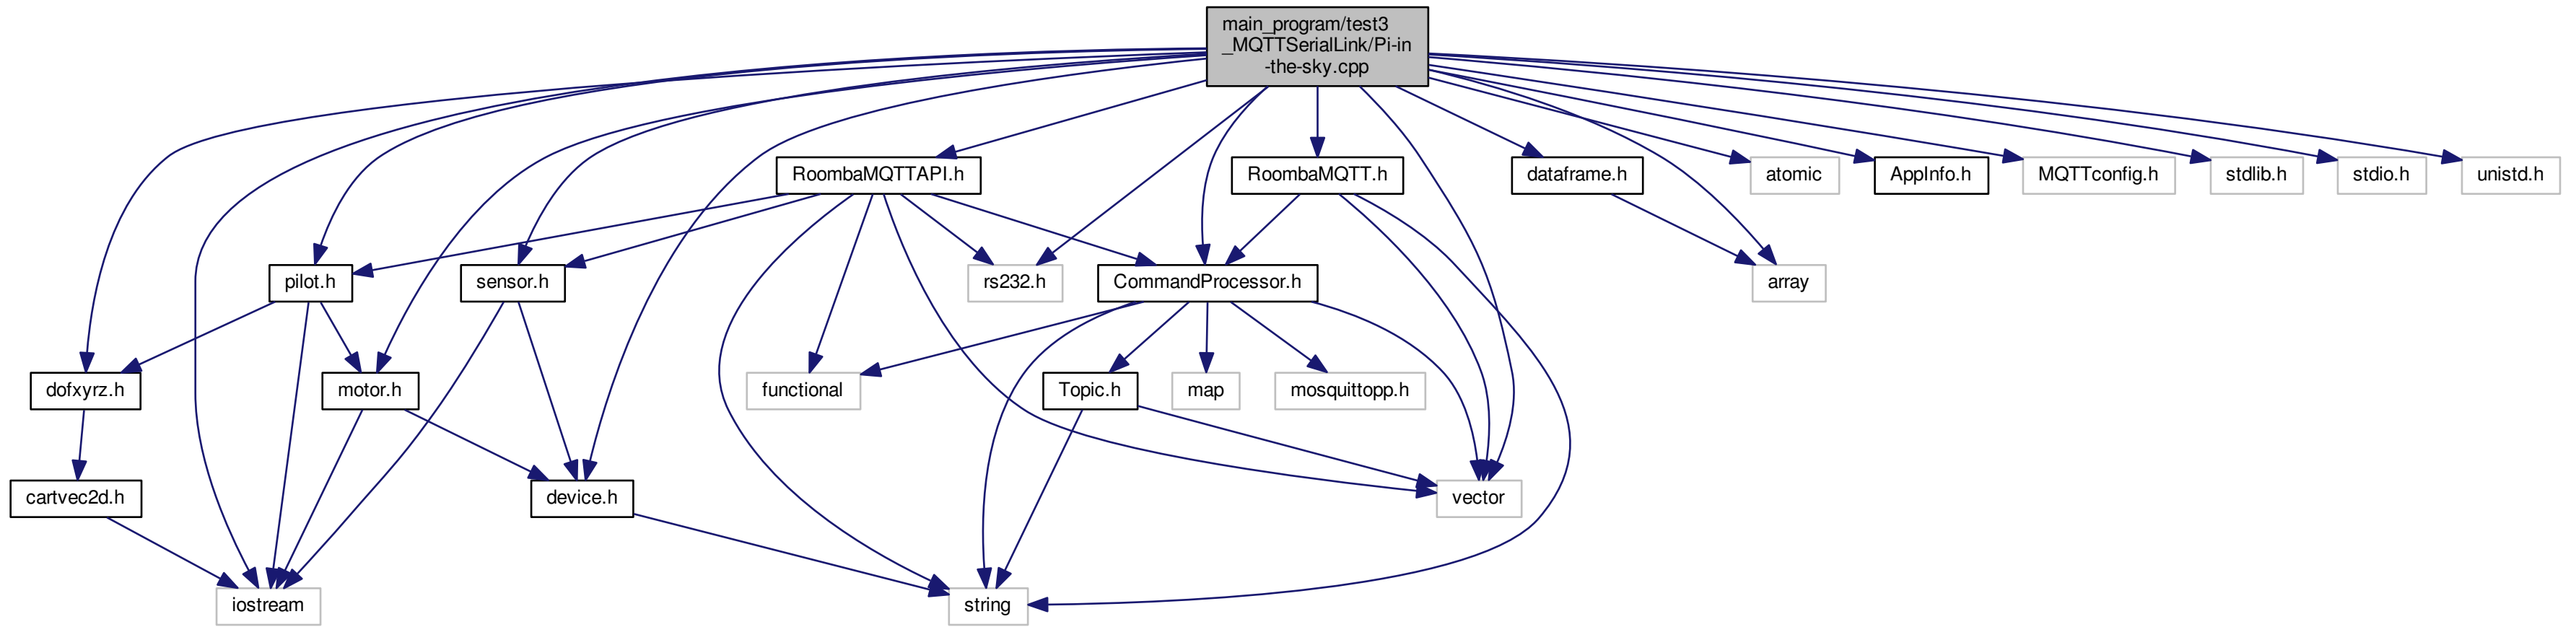 main_program/test3
_MQTTSerialLink/Pi-in
-the-sky.cpp
RoombaMQTTAPI.h
RoombaMQTT.h
dataframe.h
atomic
AppInfo.h
MQTTconfig.h
stdlib.h
stdio.h
unistd.h
pilot.h
sensor.h
rs232.h
CommandProcessor.h
array
dofxyrz.h
motor.h
functional
Topic.h
map
mosquittopp.h
cartvec2d.h
device.h
vector
iostream
string